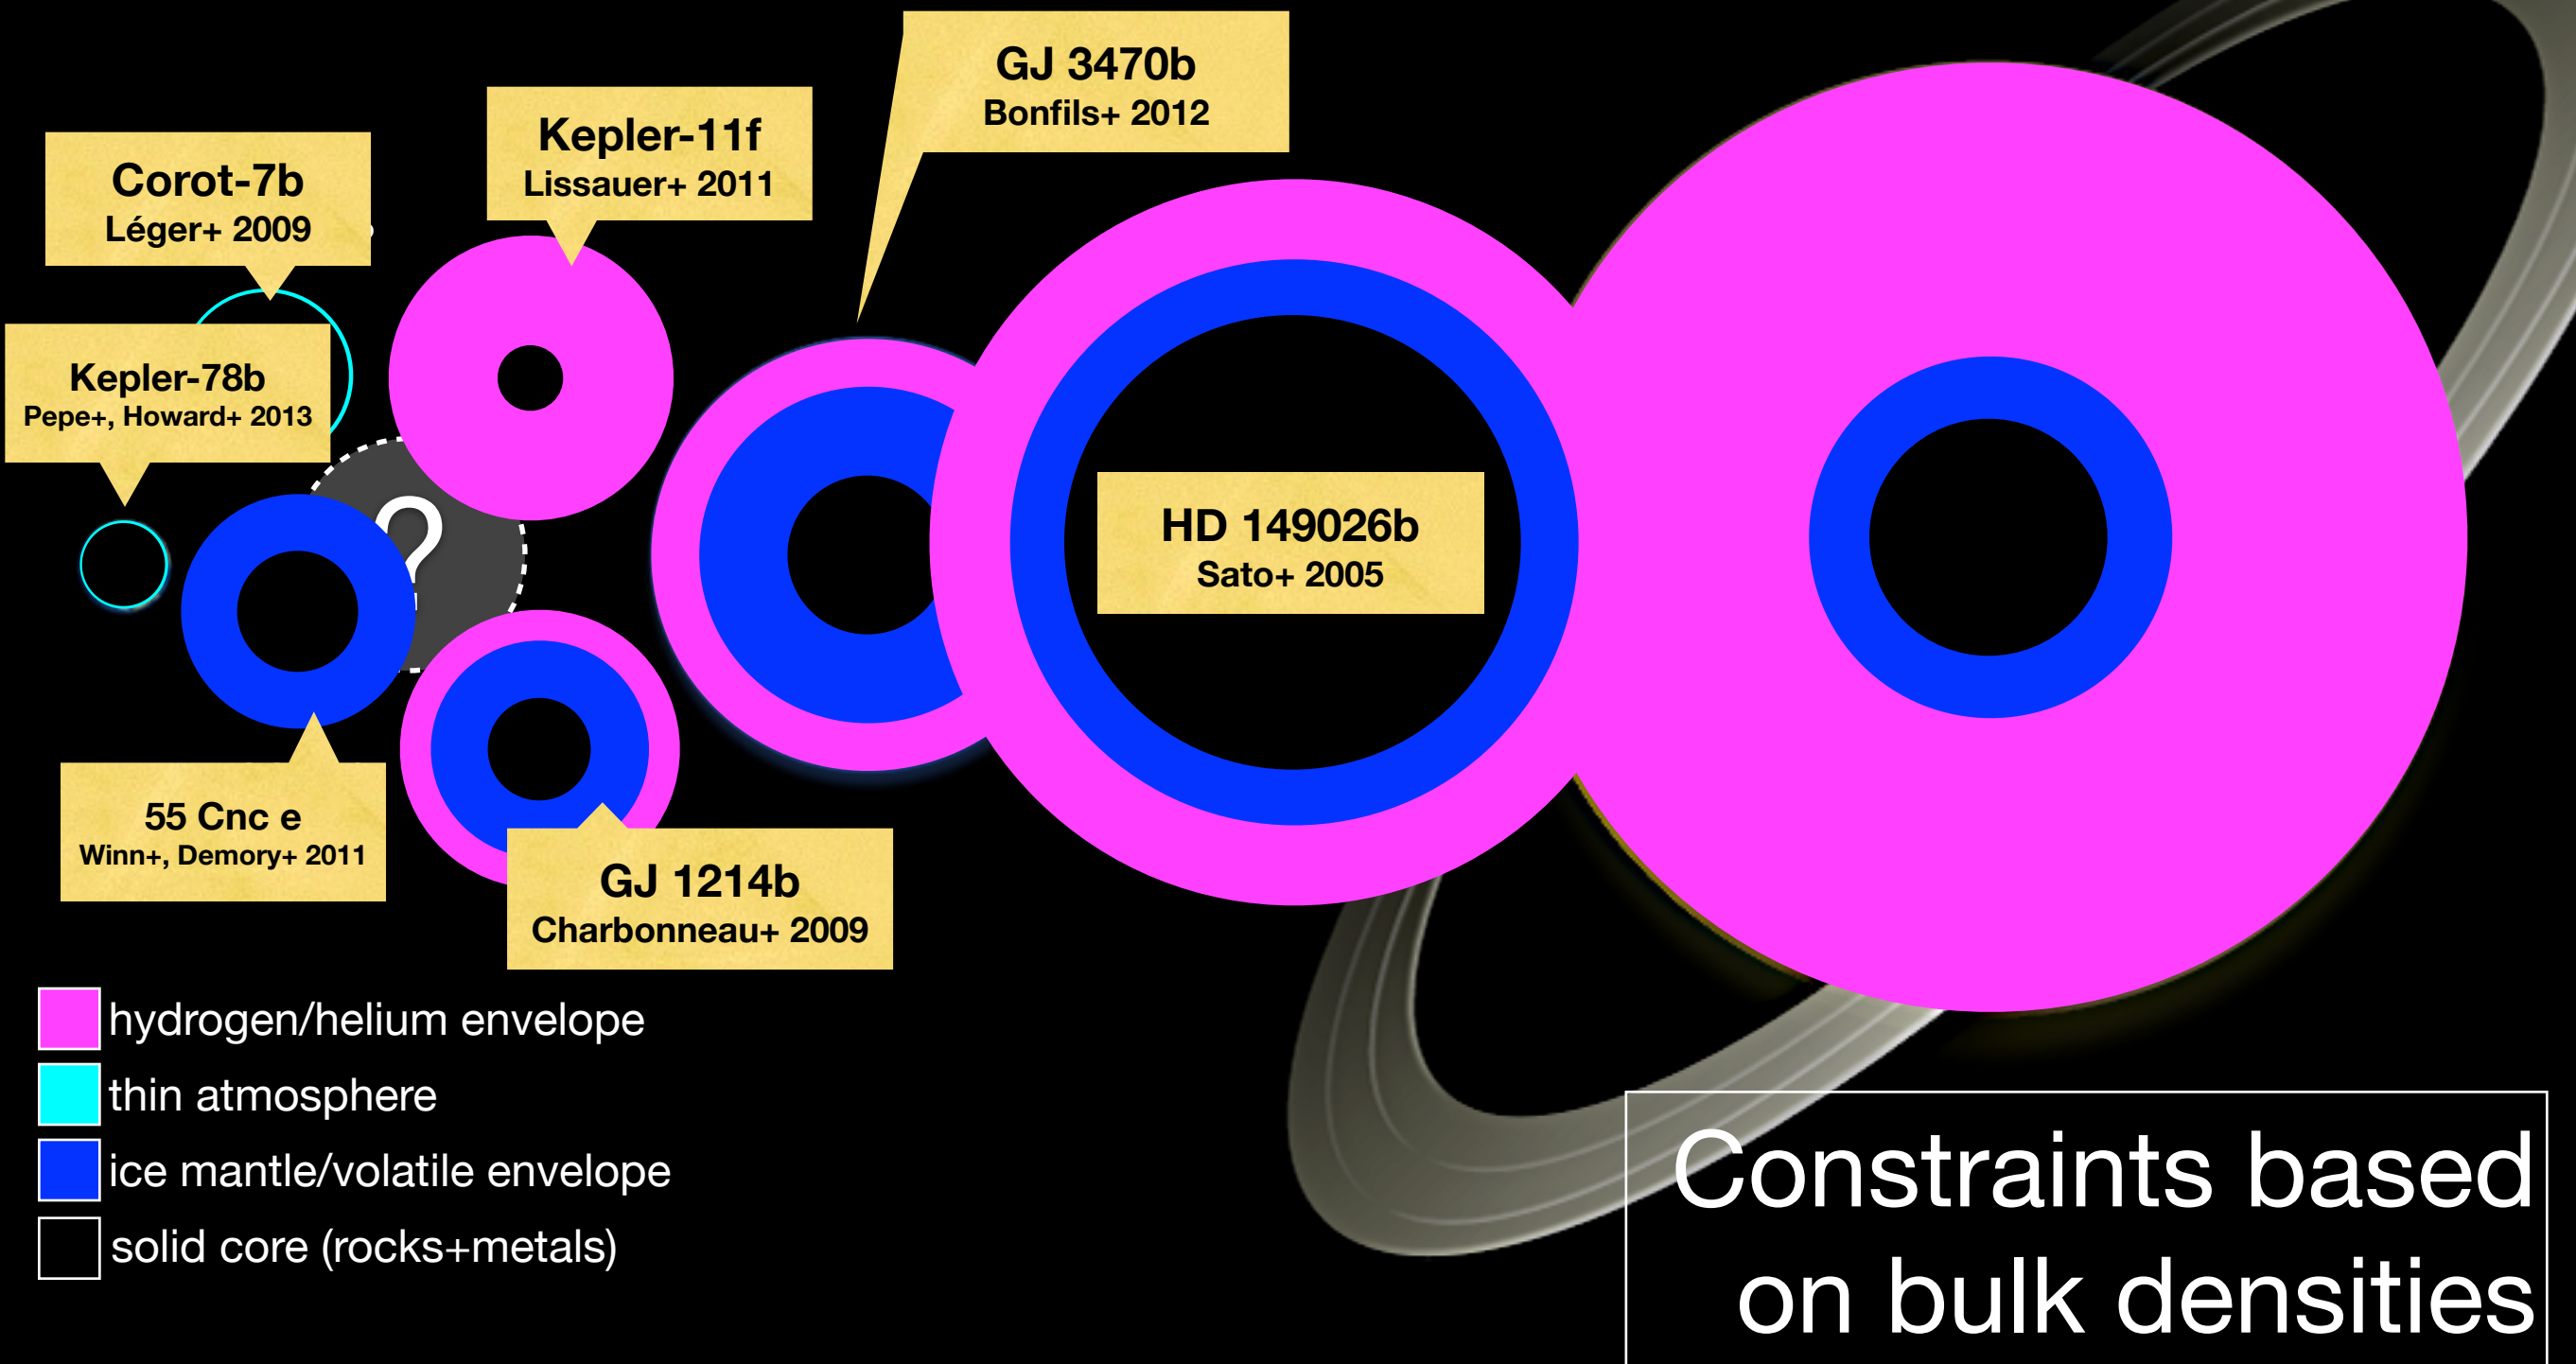 GJ 3470b
Bonfils+ 2012
Kepler-11f
Lissauer+ 2011
Corot-7b
Léger+ 2009
Kepler-78b
Pepe+, Howard+ 2013
?
HD 149026b
Sato+ 2005
55 Cnc e
Winn+, Demory+ 2011
GJ 1214b
Charbonneau+ 2009
hydrogen/helium envelope
thin atmosphere
ice mantle/volatile envelope
solid core (rocks+metals)
Constraints based
on bulk densities